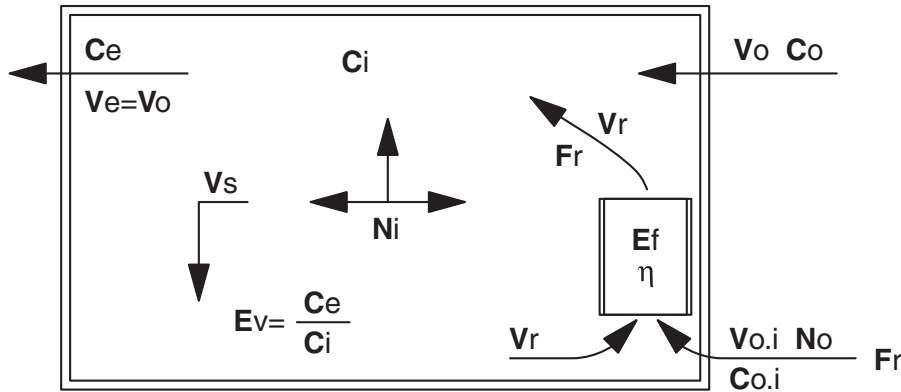 Ce
Ve=Vo
Ci
Vo Co
Vr
Fr
Vs
Ni
Ef
η
Ev= Ce
Ci
Vr
Vo.i No
Co.i
Fr